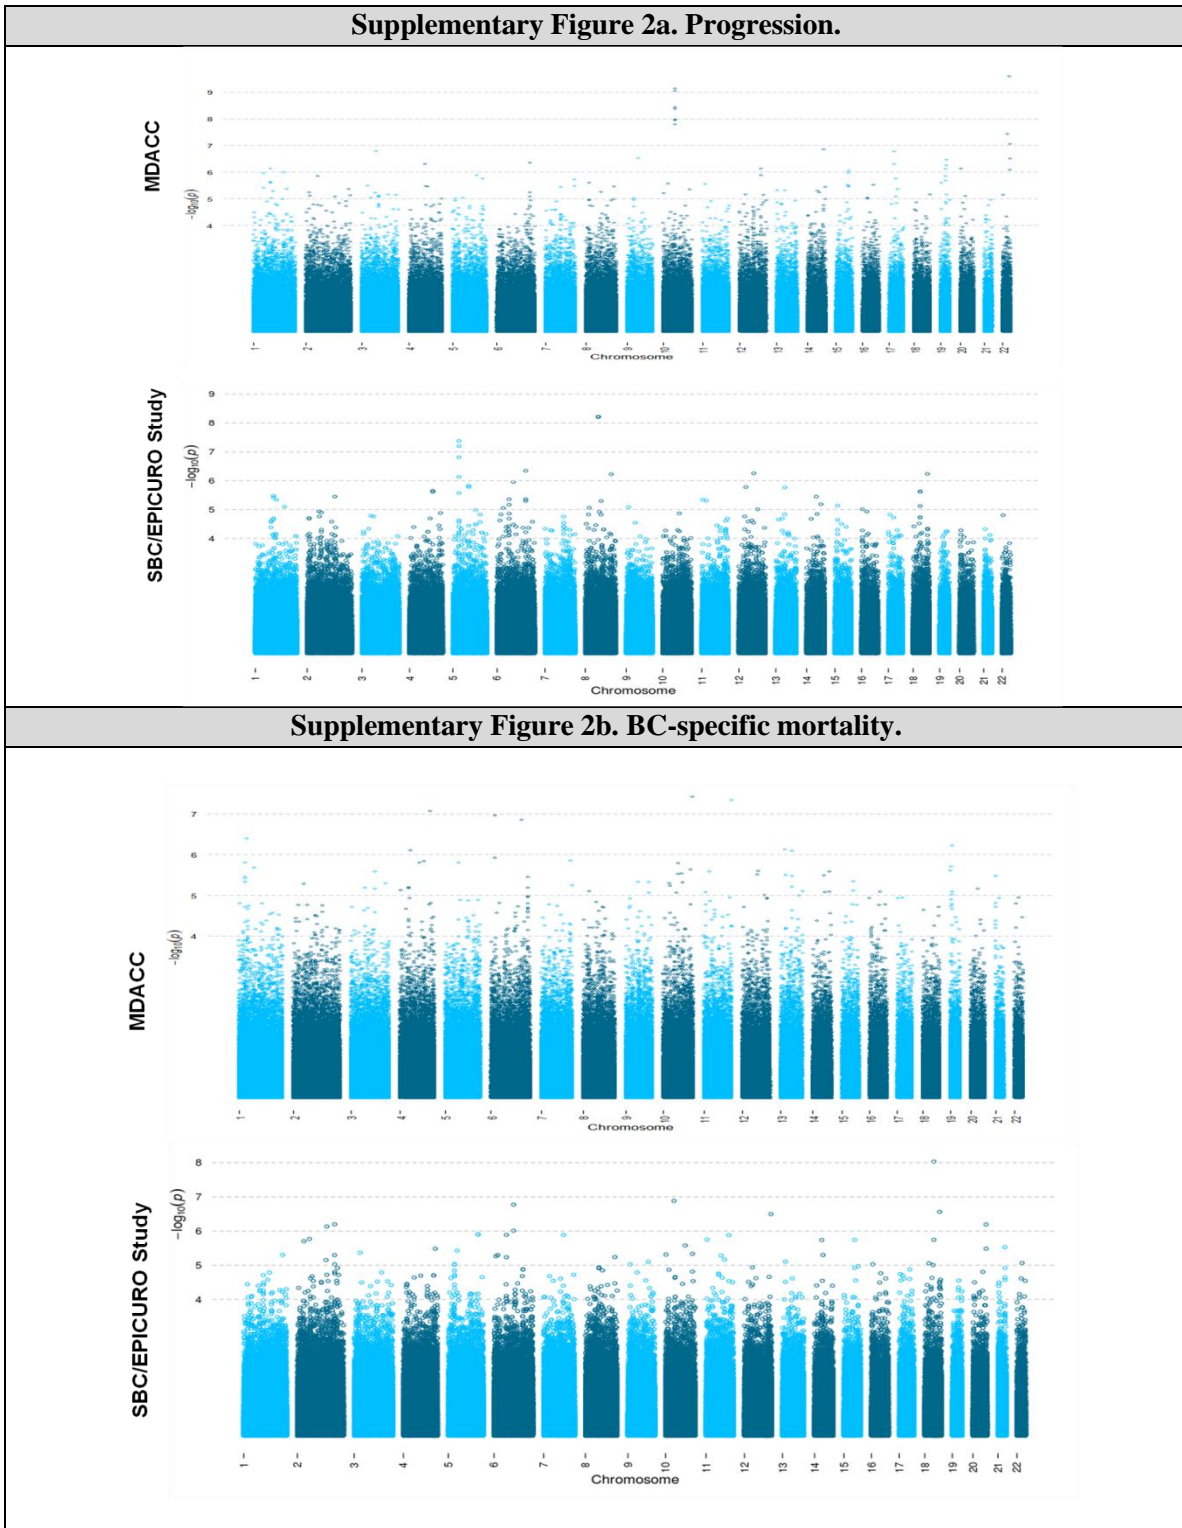 Supplementary Figure 2a. Progression.
MDACC
−log10(p)
9
8
7
6
5
4
1 2 3 4 5 6 7 8 9 10 11 12 13 14 15 16 17 18 19 20 21 22
Chromosome
SBC/EPICURO Study
−log10(p)
9
8
7
6
5
4
1 2 3 4 5 6 7 8 9 10 11 12 13 14 15 16 17 18 19 20 21 22
Chromosome
Supplementary Figure 2b. BC-specific mortality.
MDACC
−log10(p)
7
6
5
4
1 2 3 4 5 6 7 8 9 10 11 12 13 14 15 16 17 18 19 20 21 22
Chromosome
SBC/EPICURO Study
−log10(p)
8
7
6
5
4
1 2 3 4 5 6 7 8 9 10 11 12 13 14 15 16 17 18 19 20 21 22
Chromosome